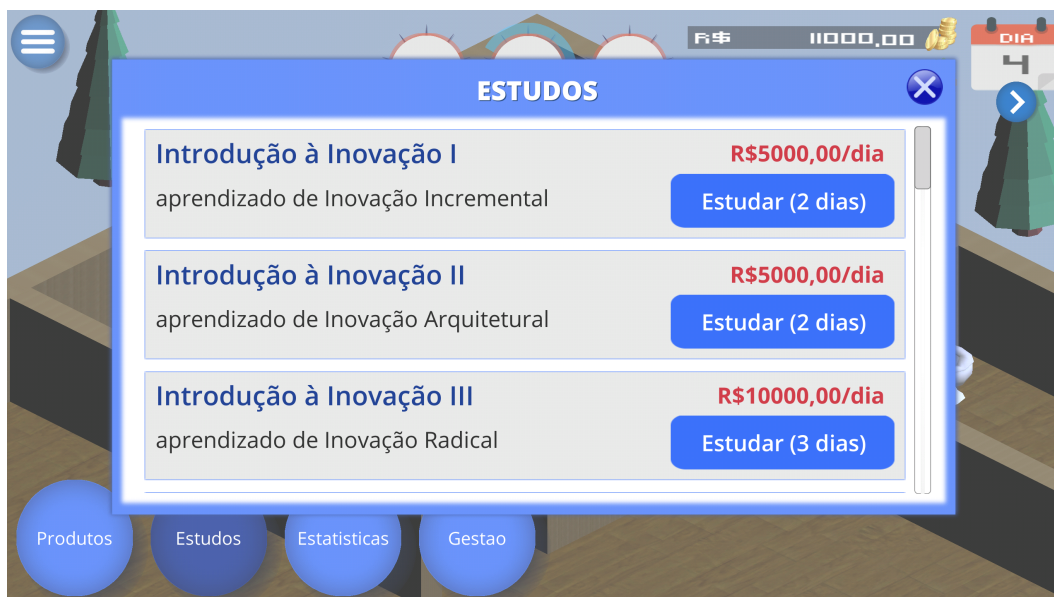 R$ 11000,00
DIA
4
ESTUDOS
Introdução à Inovação I
R$5000,00/dia
aprendizado de Inovação Incremental
Estudar (2 dias)
Introdução à Inovação II
R$5000,00/dia
aprendizado de Inovação Arquitetural
Estudar (2 dias)
Introdução à Inovação III
R$10000,00/dia
aprendizado de Inovação Radical
Estudar (3 dias)
Produtos
Estudos
Estatisticas
Gestao